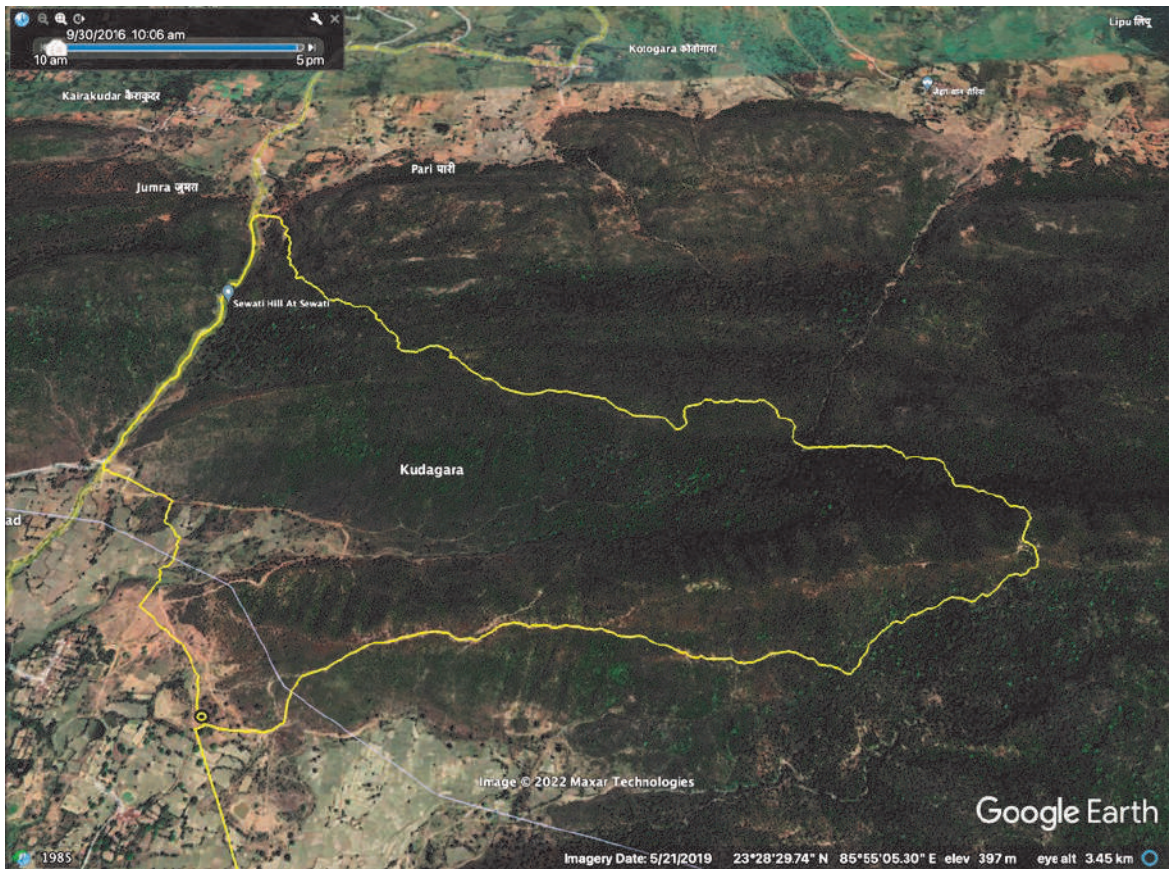 9/30/2016 10:06 am
10 am
5 pm
Lipu लिपू
Kologara कोलोगारा
Kairakudar कैराकुदर
Jumra जुमरा
Pari पारी
Sewati Hill At Sewati
Kudagara
ad
Image © 2022 Maxar Technologies
Google Earth
1985
Imagery Date: 5/21/2019 23°28'29.74" N 85°55'05.30" E elev 397 m eye alt 3.45 km